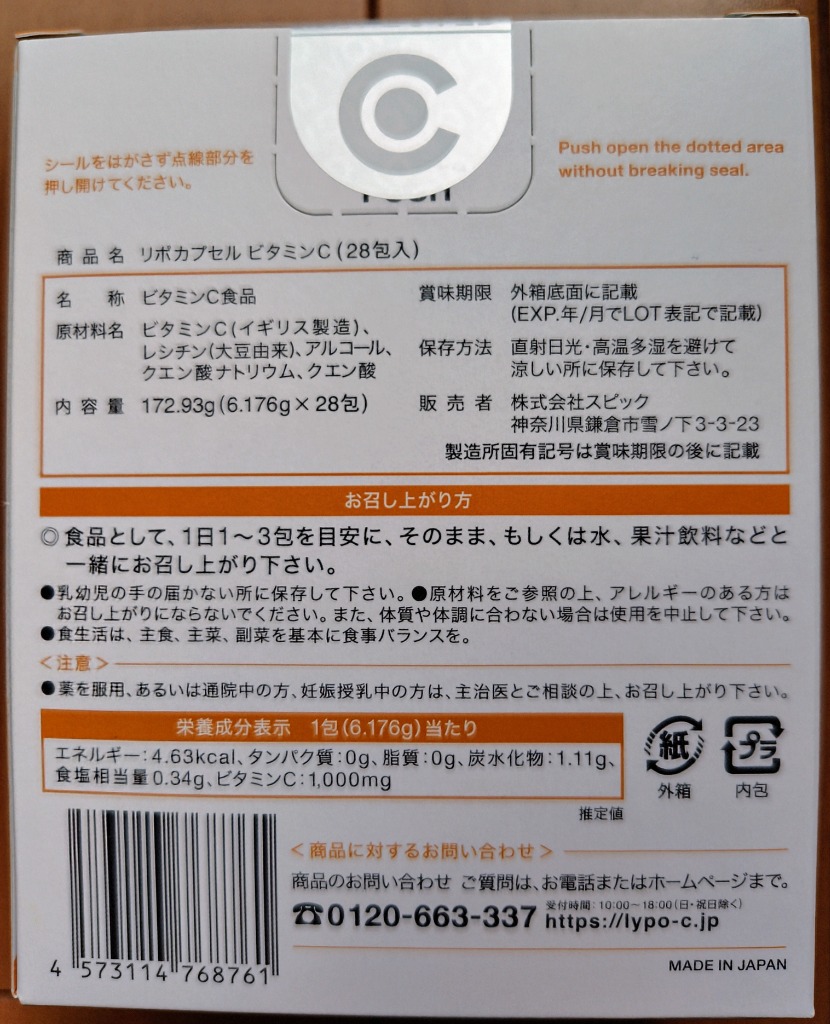 シールをはがさず点線部分を
押し開けてください。
Push open the dotted area
without breaking seal.
商品名 リポカプセル ビタミンC(28包入)
名称 ビタミンC食品
原材料名 ビタミンC(イギリス製造)、
レシチン(大豆由来)、アルコール、
クエン酸ナトリウム、クエン酸
内容量 172.93g(6.176g×28包)
賞味期限 外箱底面に記載
(EXP.年/月でLOT表記で記載)
保存方法 直射日光・高温多湿を避けて
涼しい所に保存して下さい。
販売者 株式会社スピック
神奈川県鎌倉市雪ノ下3-3-23
製造所固有記号は賞味期限の後に記載
お召し上がり方
◎食品として、1日1～3包を目安に、そのまま、もしくは水、果汁飲料などと
一緒にお召し上がり下さい。
●乳幼児の手の届かない所に保存して下さい。●原材料をご参照の上、アレルギーのある方は
お召し上がりにならないでください。また、体質や体調に合わない場合は使用を中止して下さい。
●食生活は、主食、主菜、副菜を基本に食事バランスを。
＜注意＞
●薬を服用、あるいは通院中の方、妊娠授乳中の方は、主治医とご相談の上、お召し上がり下さい。
栄養成分表示 1包(6.176g)当たり
エネルギー:4.63kcal、タンパク質:0g、脂質:0g、炭水化物:1.11g、
食塩相当量0.34g、ビタミンC:1,000mg
推定値
紙
外箱
プラ
内包
＜商品に対するお問い合わせ＞
商品のお問い合わせ ご質問は、お電話またはホームページまで。
☎0120-663-337
受付時間:10:00～18:00(日・祝日除く)
https://lypo-c.jp
4 573114 768761
MADE IN JAPAN